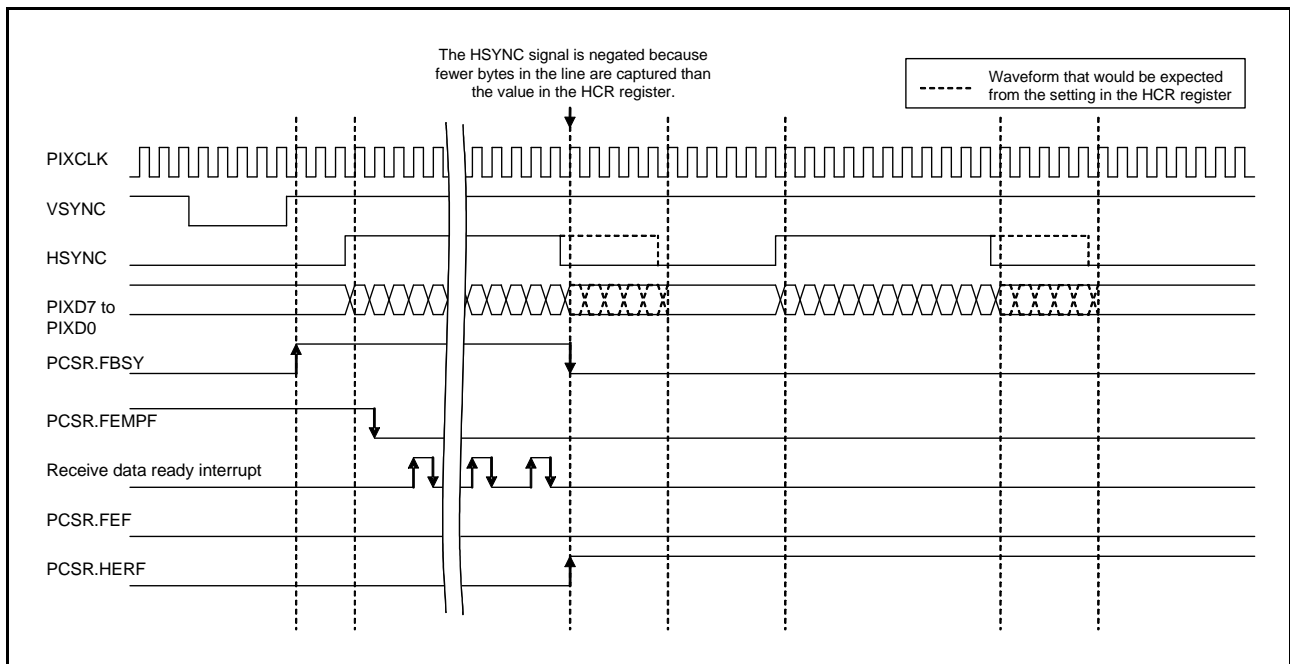 The HSYNC signal is negated because
fewer bytes in the line are captured than
the value in the HCR register.
Waveform that would be expected
from the setting in the HCR register
PIXCLK
VSYNC
HSYNC
PIXD7 to
PIXD0
PCSR.FBSY
PCSR.FEMPF
Receive data ready interrupt
PCSR.FEF
PCSR.HERF